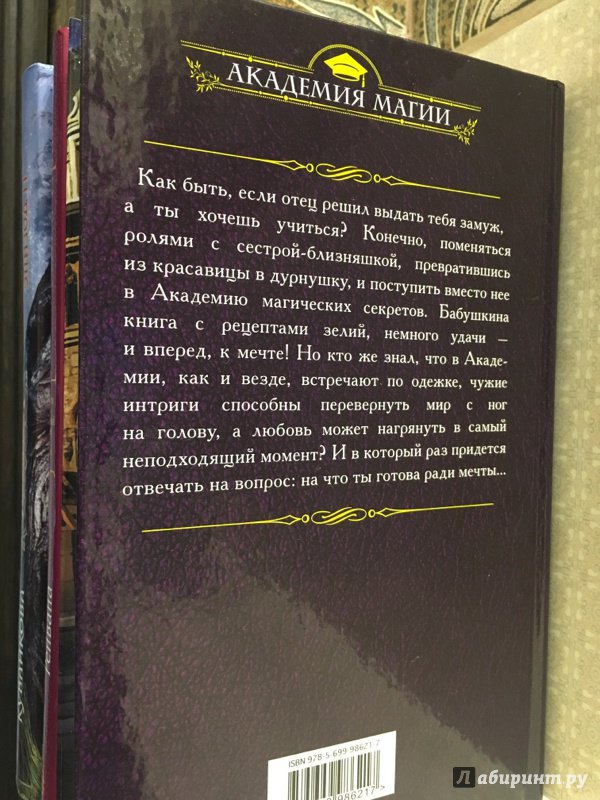 АКАДЕМИЯ МАГИИ
Как быть, если отец решил выдать тебя замуж,
а ты хочешь учиться? Конечно, поменяться
ролями с сестрой-близняшкой, превратившись
из красавицы в дурнушку, и поступить вместо нее
в Академию магических секретов. Бабушкина
книга с рецептами зелий, немного удачи –
и вперед, к мечте! Но кто же знал, что в Акаде-
мии, как и везде, встречают по одежке, чужие
интриги способны перевернуть мир с ног
на голову, а любовь может нагрянуть в самый
неподходящий момент? И в который раз придется
отвечать на вопрос: на что ты готова ради мечты...
ISBN 978-5-699-98621-7
986217
Лабиринт.ру